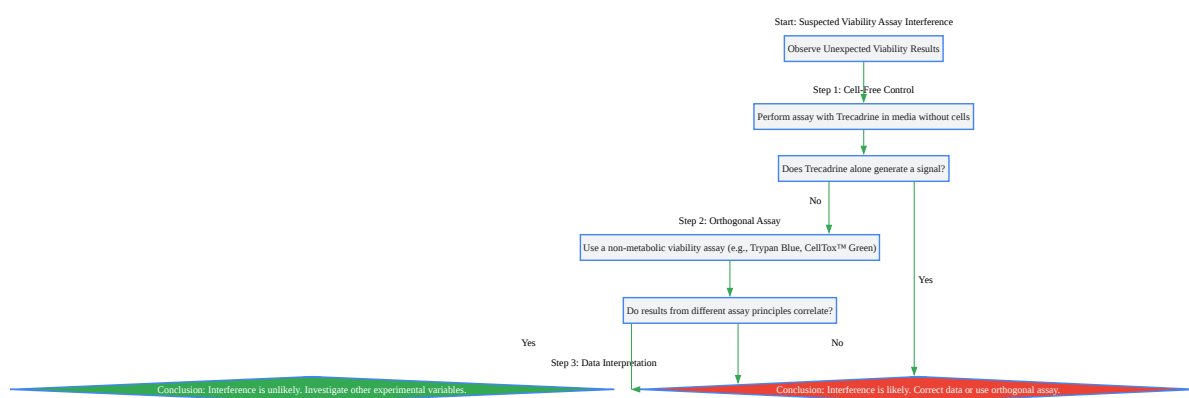 Start: Suspected Viability Assay Interference
Observe Unexpected Viability Results
Step 1: Cell-Free Control
Perform assay with Trecadrine in media without cells
Does Trecadrine alone generate a signal?
No
Step 2: Orthogonal Assay
Use a non-metabolic viability assay (e.g., Trypan Blue, CellTox™ Green)
Yes
Do results from different assay principles correlate?
Yes
No
Step 3: Data Interpretation
Conclusion: Interference is unlikely. Investigate other experimental variables.
Conclusion: Interference is likely. Correct data or use orthogonal assay.